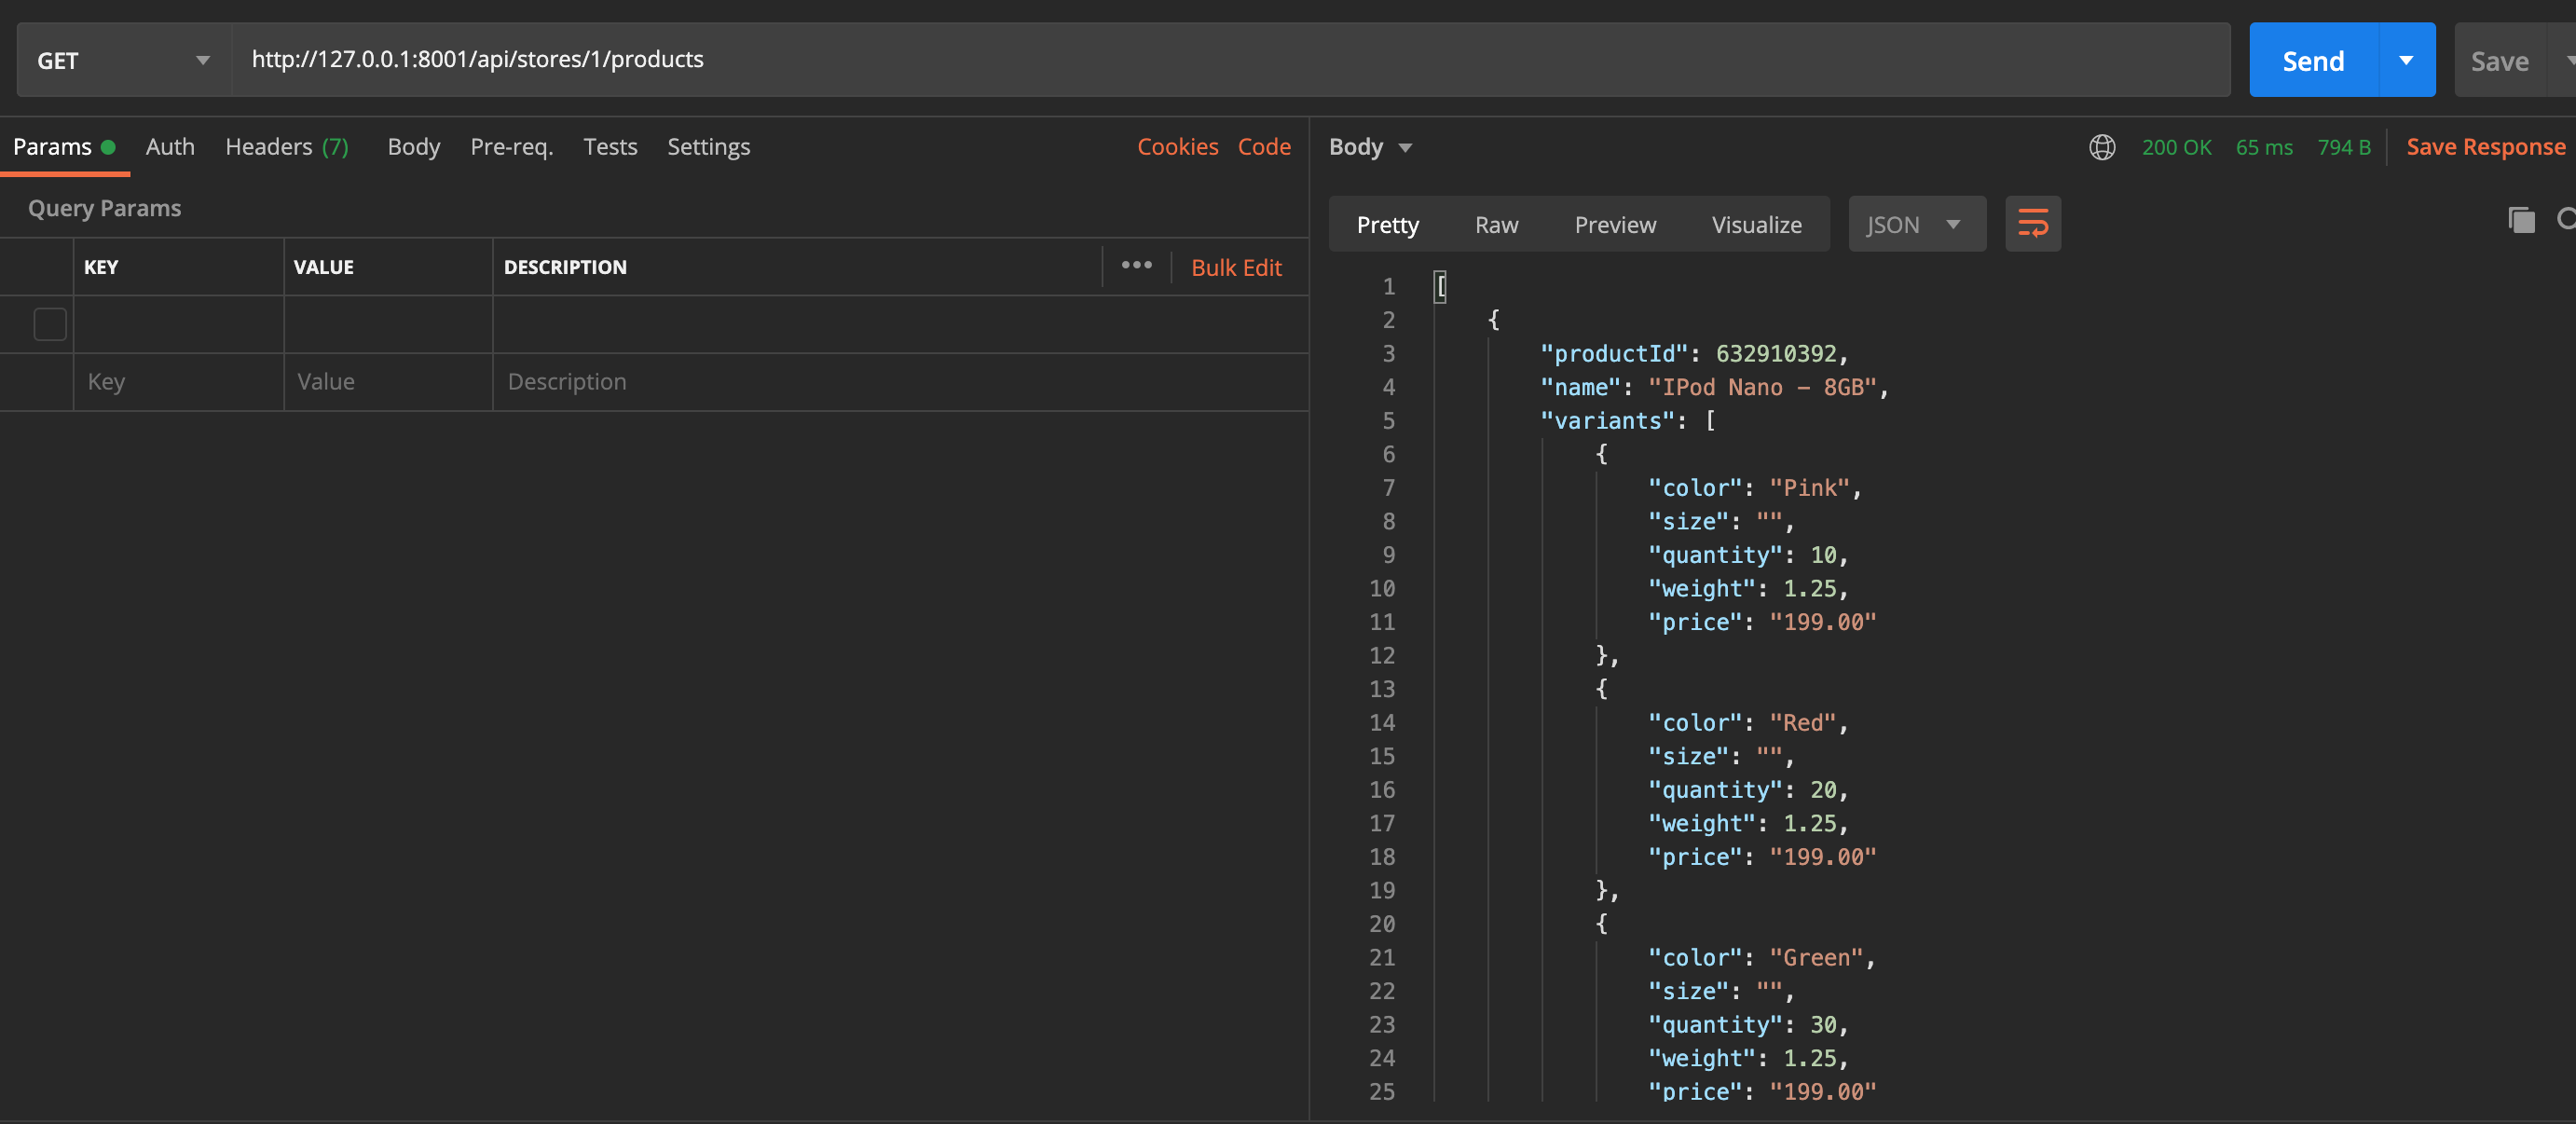 GET http://127.0.0.1:8001/api/stores/1/products Send Save
Params Auth Headers (7) Body Pre-req. Tests Settings Cookies Code
Query Params
KEY VALUE DESCRIPTION ••• Bulk Edit
Key Value Description
Body 200 OK 65 ms 794 B Save Response
Pretty Raw Preview Visualize JSON
1 [
2 {
3 "productId": 632910392,
4 "name": "IPod Nano - 8GB",
5 "variants": [
6 {
7 "color": "Pink",
8 "size": "",
9 "quantity": 10,
10 "weight": 1.25,
11 "price": "199.00"
12 },
13 {
14 "color": "Red",
15 "size": "",
16 "quantity": 20,
17 "weight": 1.25,
18 "price": "199.00"
19 },
20 {
21 "color": "Green",
22 "size": "",
23 "quantity": 30,
24 "weight": 1.25,
25 "price": "199.00"